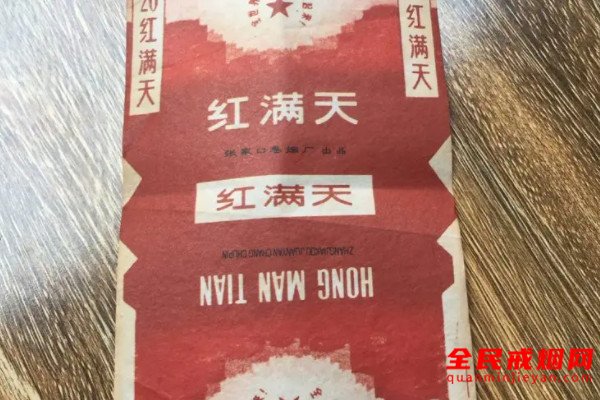 20红满天
红满天
红满天
张家口卷烟厂出品
红满天
ZHANGJIAKOU JUANYAN CHANG CHUPIN
HONG MAN TIAN
全民戒烟网
quanminjieyan.com